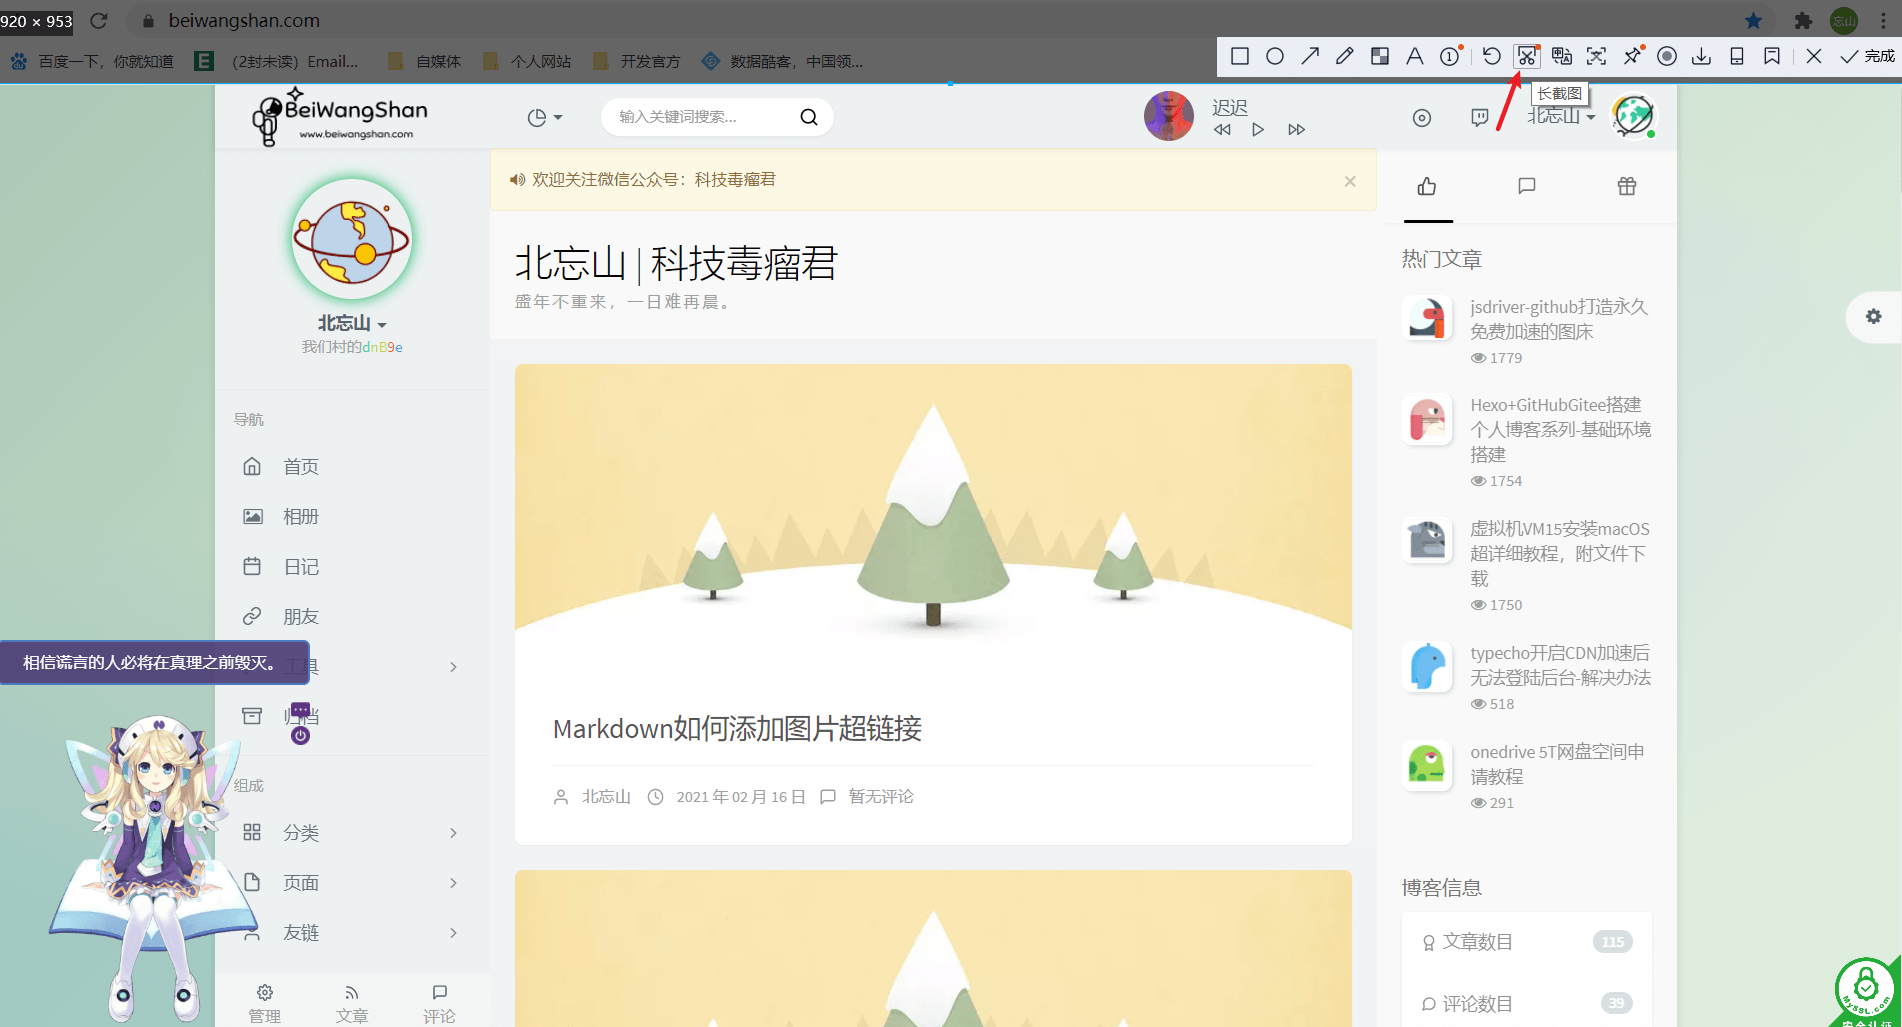 920 × 953
beiwangshan.com
忘山
百度一下，你就知道
E
(2封未读）Email...
自媒体
个人网站
开发官方
数据酷客，中国领...
A
1
完成
长截图
BeiWangShan
www.beiwangshan.com
输入关键词搜索...
迟迟
北忘山
北忘山
我们村的dnB9e
导航
首页
相册
日记
朋友
工具
归档
相信谎言的人必将在真理之前毁灭。
组成
分类
页面
友链
管理
文章
评论
欢迎关注微信公众号：科技毒瘤君
×
北忘山 | 科技毒瘤君
盛年不重来，一日难再晨。
Markdown如何添加图片超链接
北忘山
2021 年 02 月 16 日
暂无评论
热门文章
jsdriver-github打造永久
免费加速的图床
1779
Hexo+GitHubGitee搭建
个人博客系列-基础环境
搭建
1754
虚拟机VM15安装macOS
超详细教程，附文件下
载
1750
typecho开启CDN加速后
无法登陆后台-解决办法
518
onedrive 5T网盘空间申
请教程
291
博客信息
文章数目
115
评论数目
39
MySSL.com
安全认证